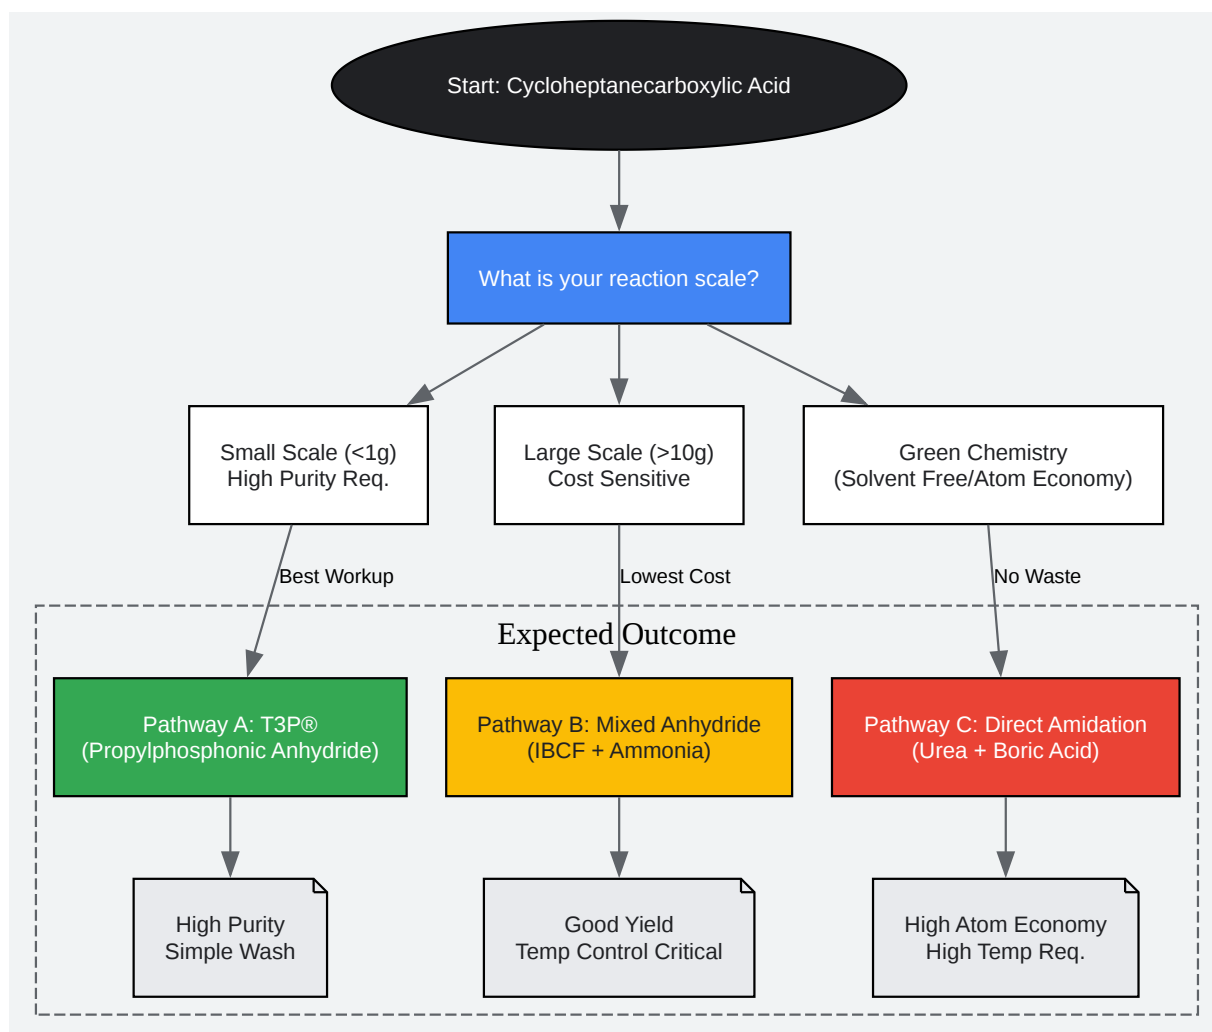 Start: Cycloheptanecarboxylic Acid
What is your reaction scale?
Small Scale (<1g)
High Purity Req.
Large Scale (>10g)
Cost Sensitive
Green Chemistry
(Solvent Free/Atom Economy)
Best Workup
Lowest Cost
No Waste
Expected Outcome
Pathway A: T3P®
(Propylphosphonic Anhydride)
Pathway B: Mixed Anhydride
(IBCF + Ammonia)
Pathway C: Direct Amidation
(Urea + Boric Acid)
High Purity
Simple Wash
Good Yield
Temp Control Critical
High Atom Economy
High Temp Req.